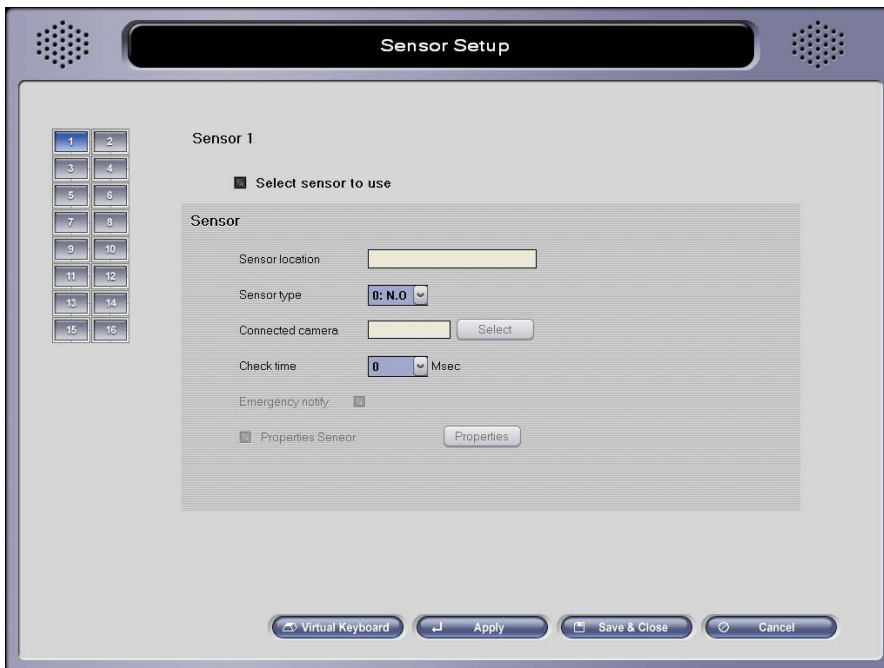 Sensor Setup
1 2
3 4
5 6
7 8
9 10
11 12
13 14
15 16
Sensor 1
Select sensor to use
Sensor
Sensor location
Sensor type 0: N.O
Connected camera Select
Check time 0 Msec
Emergency notify
Properties Seneor Properties
Virtual Keyboard Apply Save & Close Cancel